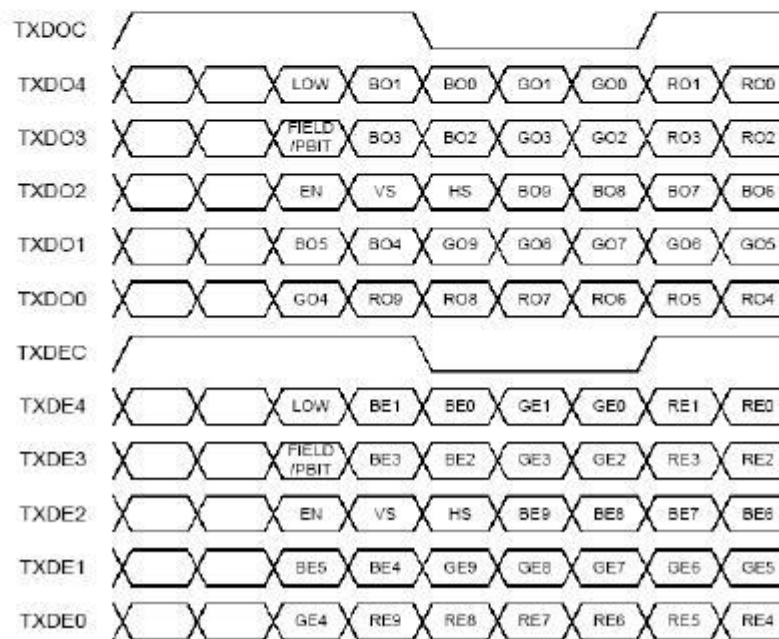 TXDOC
TXDO4 LOW BO1 BO0 GO1 GO0 RO1 RO0
TXDO3 FIELD /PBIT BO3 BO2 GO3 GO2 RO3 RO2
TXDO2 EN VS HS BO9 BO8 BO7 BO6
TXDO1 BO5 BO4 GO9 GO8 GO7 GO6 GO5
TXDO0 GO4 RO9 RO8 RO7 RO6 RO5 RO4
TXDEC
TXDE4 LOW BE1 BE0 GE1 GE0 RE1 RE0
TXDE3 FIELD /PBIT BE3 BE2 GE3 GE2 RE3 RE2
TXDE2 EN VS HS BE9 BE8 BE7 BE6
TXDE1 BE5 BE4 GE9 GE8 GE7 GE6 GE5
TXDE0 GE4 RE9 RE8 RE7 RE6 RE5 RE4